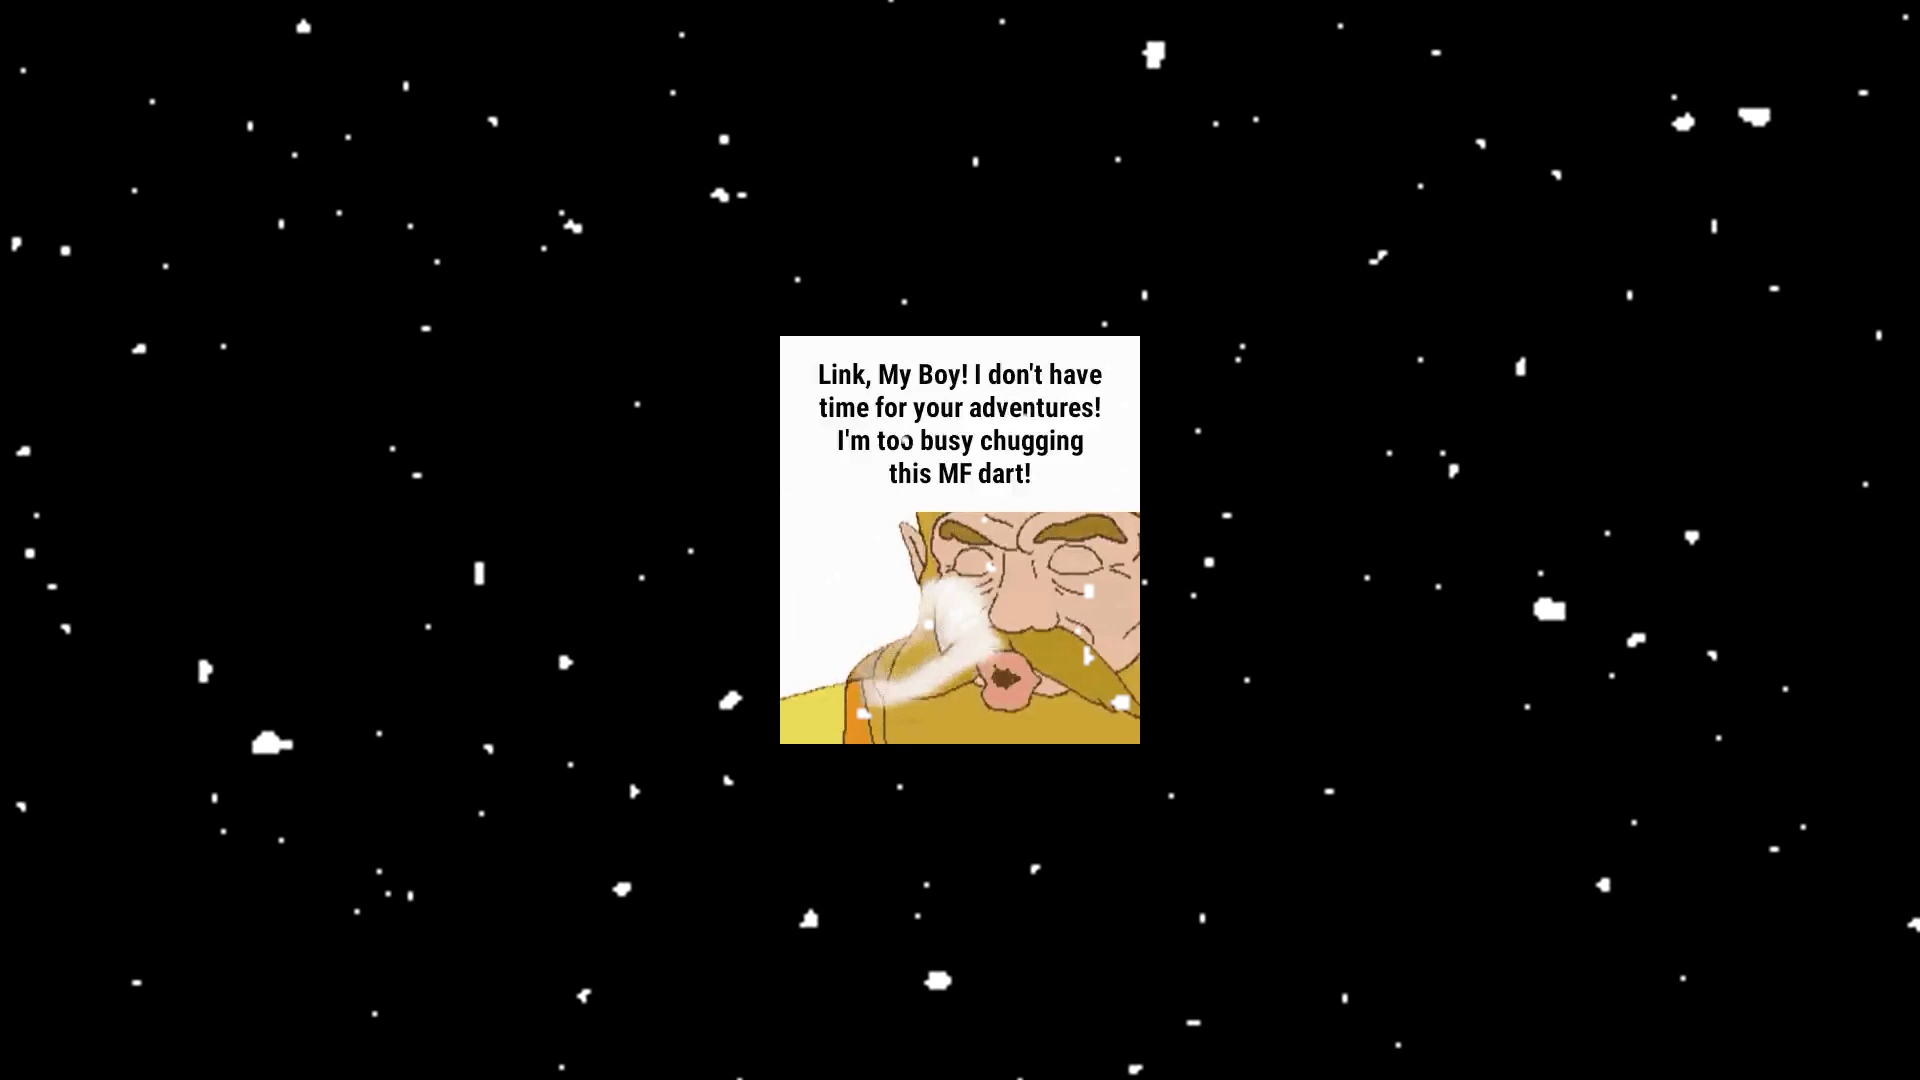 Link, My Boy! I don't have
time for your adventures!
I'm too busy chugging
this MF dart!